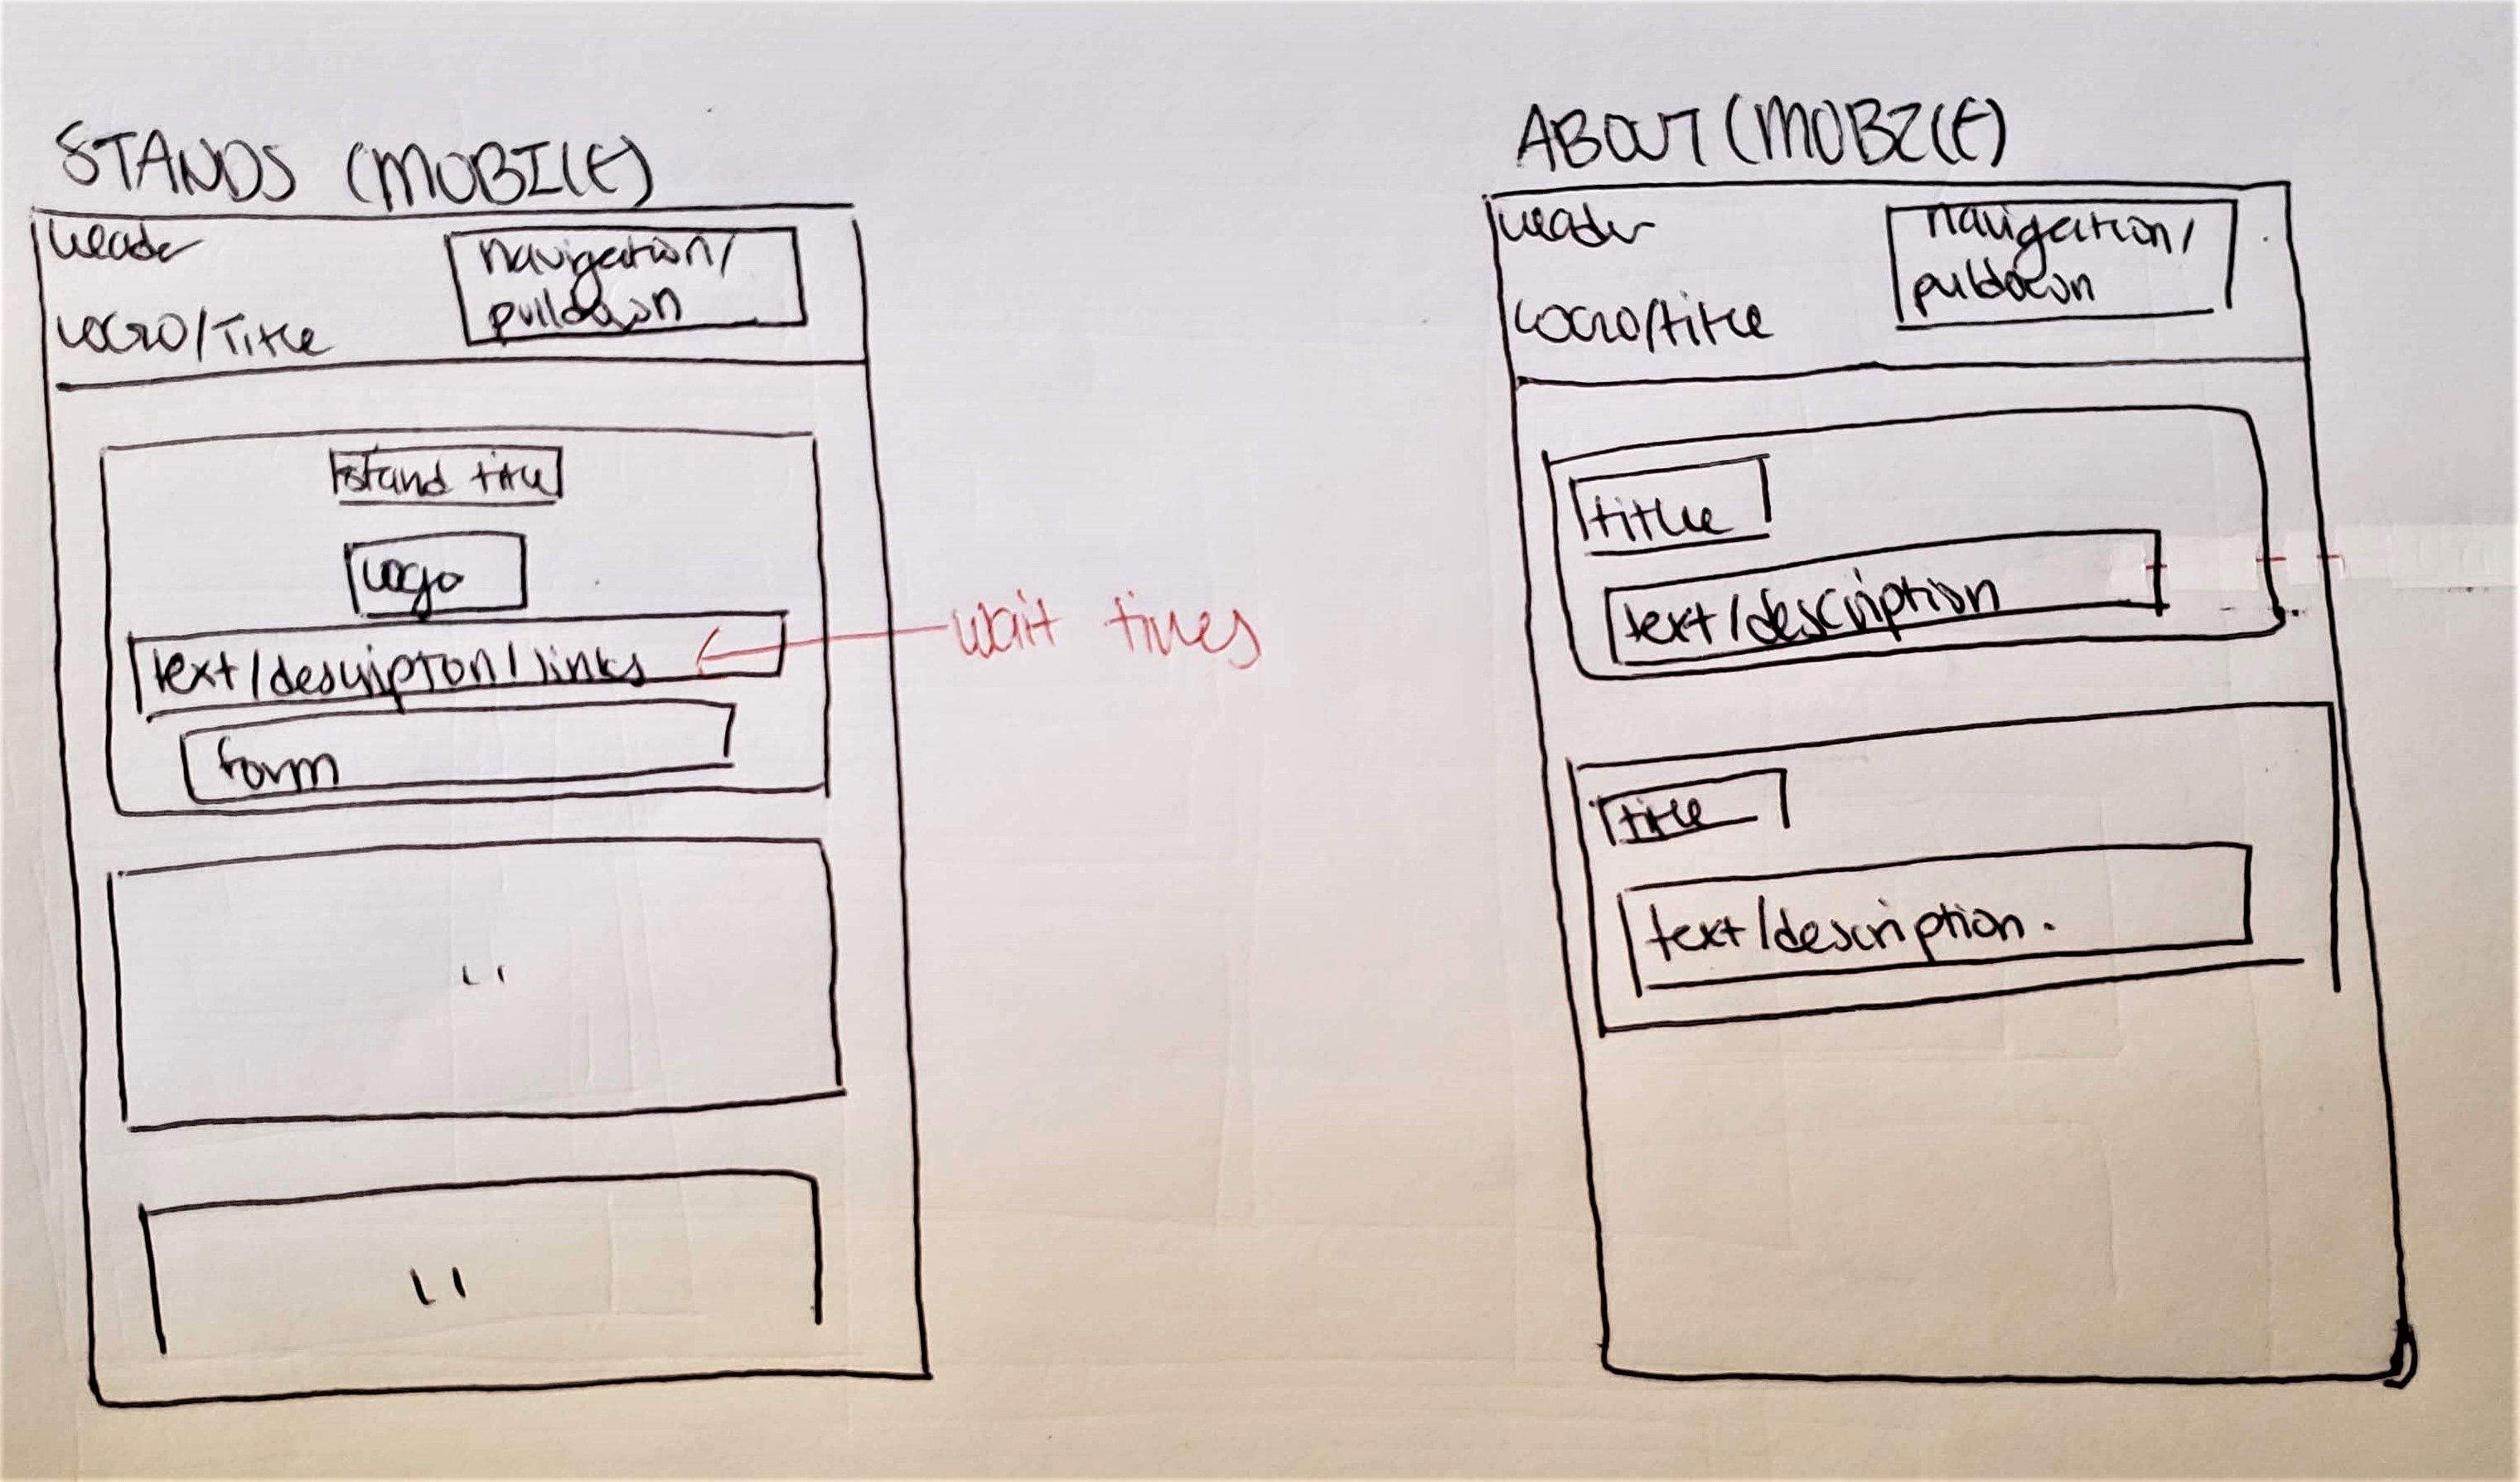 STANDS (MOBILE)
header
navigation/
pulldown
LOGO/Title
stand title
logo
text/description/links
wait times
form
"
"
ABOUT (MOBILE)
header
navigation/
pulldown
LOGO/title
title
text/description
title
text/description.